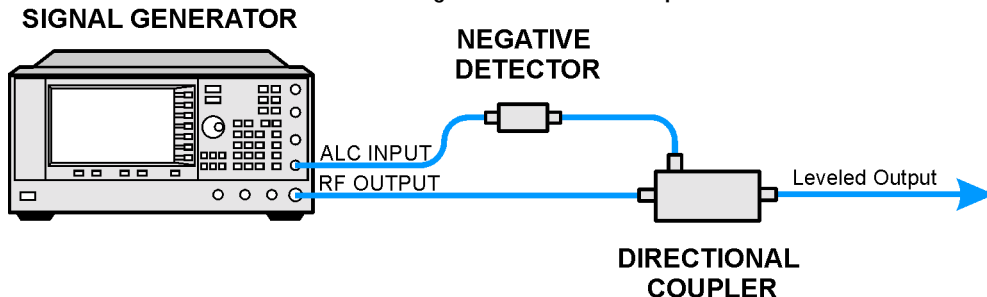 SIGNAL GENERATOR
NEGATIVE
DETECTOR
ALC INPUT
RF OUTPUT
Leveled Output
DIRECTIONAL
COUPLER